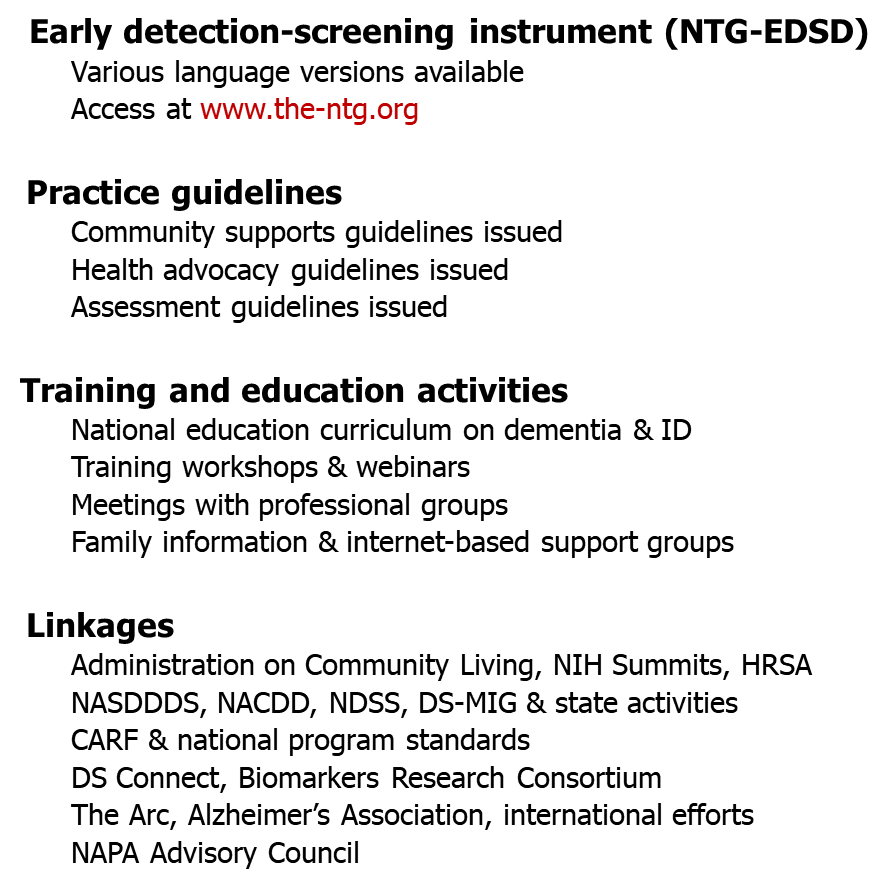 Early detection-screening instrument (NTG-EDSD)
Various language versions available
Access at www.the-ntg.org
Practice guidelines
Community supports guidelines issued
Health advocacy guidelines issued
Assessment guidelines issued
Training and education activities
National education curriculum on dementia & ID
Training workshops & webinars
Meetings with professional groups
Family information & internet-based support groups
Linkages
Administration on Community Living, NIH Summits, HRSA
NASDDDS, NACDD, NDSS, DS-MIG & state activities
CARF & national program standards
DS Connect, Biomarkers Research Consortium
The Arc, Alzheimer’s Association, international efforts
NAPA Advisory Council